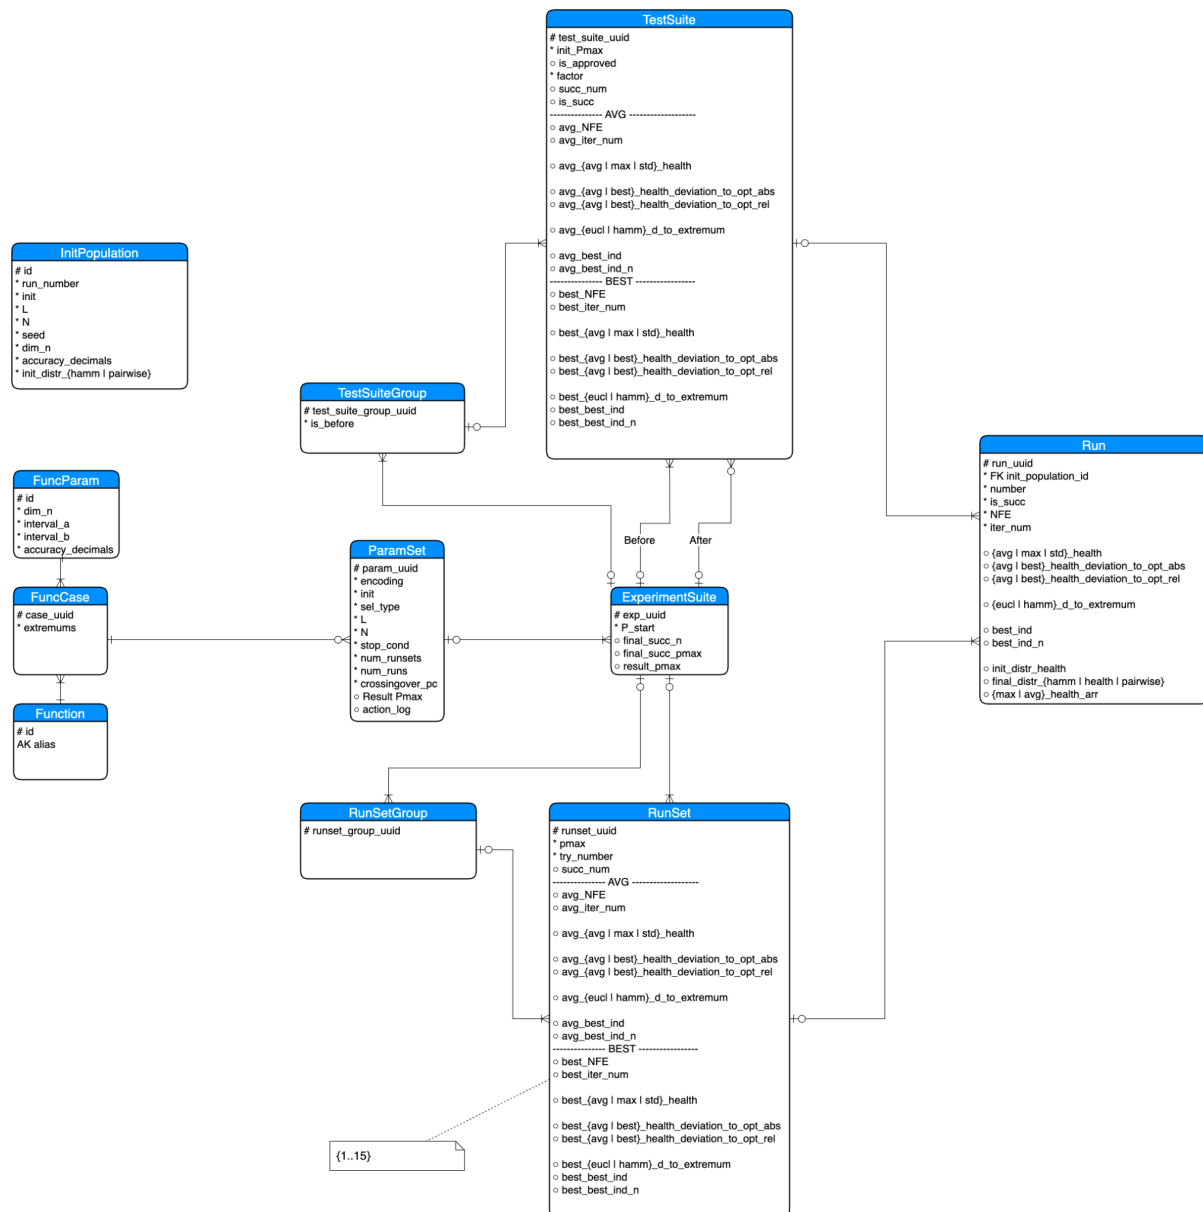 TestSuite
# test_suite_uuid
* init_Pmax
○ is_approved
* factor
○ succ_num
○ is_succ
--------------- AVG -------------------
○ avg_NFE
○ avg_iter_num
○ avg_{avg | max | std}_health
○ avg_{avg | best}_health_deviation_to_opt_abs
○ avg_{avg | best}_health_deviation_to_opt_rel
○ avg_{eucl | hamm}_d_to_extremum
○ avg_best_ind
○ avg_best_ind_n
--------------- BEST -----------------
○ best_NFE
○ best_iter_num
○ best_{avg | max | std}_health
○ best_{avg | best}_health_deviation_to_opt_abs
○ best_{avg | best}_health_deviation_to_opt_rel
○ best_{eucl | hamm}_d_to_extremum
○ best_best_ind
○ best_best_ind_n
InitPopulation
# id
* run_number
* init
* L
* N
* seed
* dim_n
* accuracy_decimals
* init_distr_{hamm | pairwise}
TestSuiteGroup
# test_suite_group_uuid
* is_before
Run
# run_uuid
* FK init_population_id
* number
* is_succ
* NFE
* iter_num
○ {avg | max | std}_health
○ {avg | best}_health_deviation_to_opt_abs
○ {avg | best}_health_deviation_to_opt_rel
○ {eucl | hamm}_d_to_extremum
○ best_ind
○ best_ind_n
○ init_distr_health
○ final_distr_{hamm | health | pairwise}
○ {max | avg}_health_arr
FuncParam
# id
* dim_n
* interval_a
* interval_b
* accuracy_decimals
Before
After
ParamSet
# param_uuid
* encoding
* init
* sel_type
* L
* N
* stop_cond
* num_runsets
* num_runs
* crossingover_pc
○ Result Pmax
○ action_log
FuncCase
# case_uuid
* extremums
ExperimentSuite
# exp_uuid
* P_start
○ final_succ_n
○ final_succ_pmax
○ result_pmax
Function
# id
AK alias
RunSetGroup
# runset_group_uuid
RunSet
# runset_uuid
* pmax
* try_number
○ succ_num
--------------- AVG -------------------
○ avg_NFE
○ avg_iter_num
○ avg_{avg | max | std}_health
○ avg_{avg | best}_health_deviation_to_opt_abs
○ avg_{avg | best}_health_deviation_to_opt_rel
○ avg_{eucl | hamm}_d_to_extremum
○ avg_best_ind
○ avg_best_ind_n
--------------- BEST -----------------
○ best_NFE
○ best_iter_num
○ best_{avg | max | std}_health
○ best_{avg | best}_health_deviation_to_opt_abs
○ best_{avg | best}_health_deviation_to_opt_rel
○ best_{eucl | hamm}_d_to_extremum
○ best_best_ind
○ best_best_ind_n
{1..15}